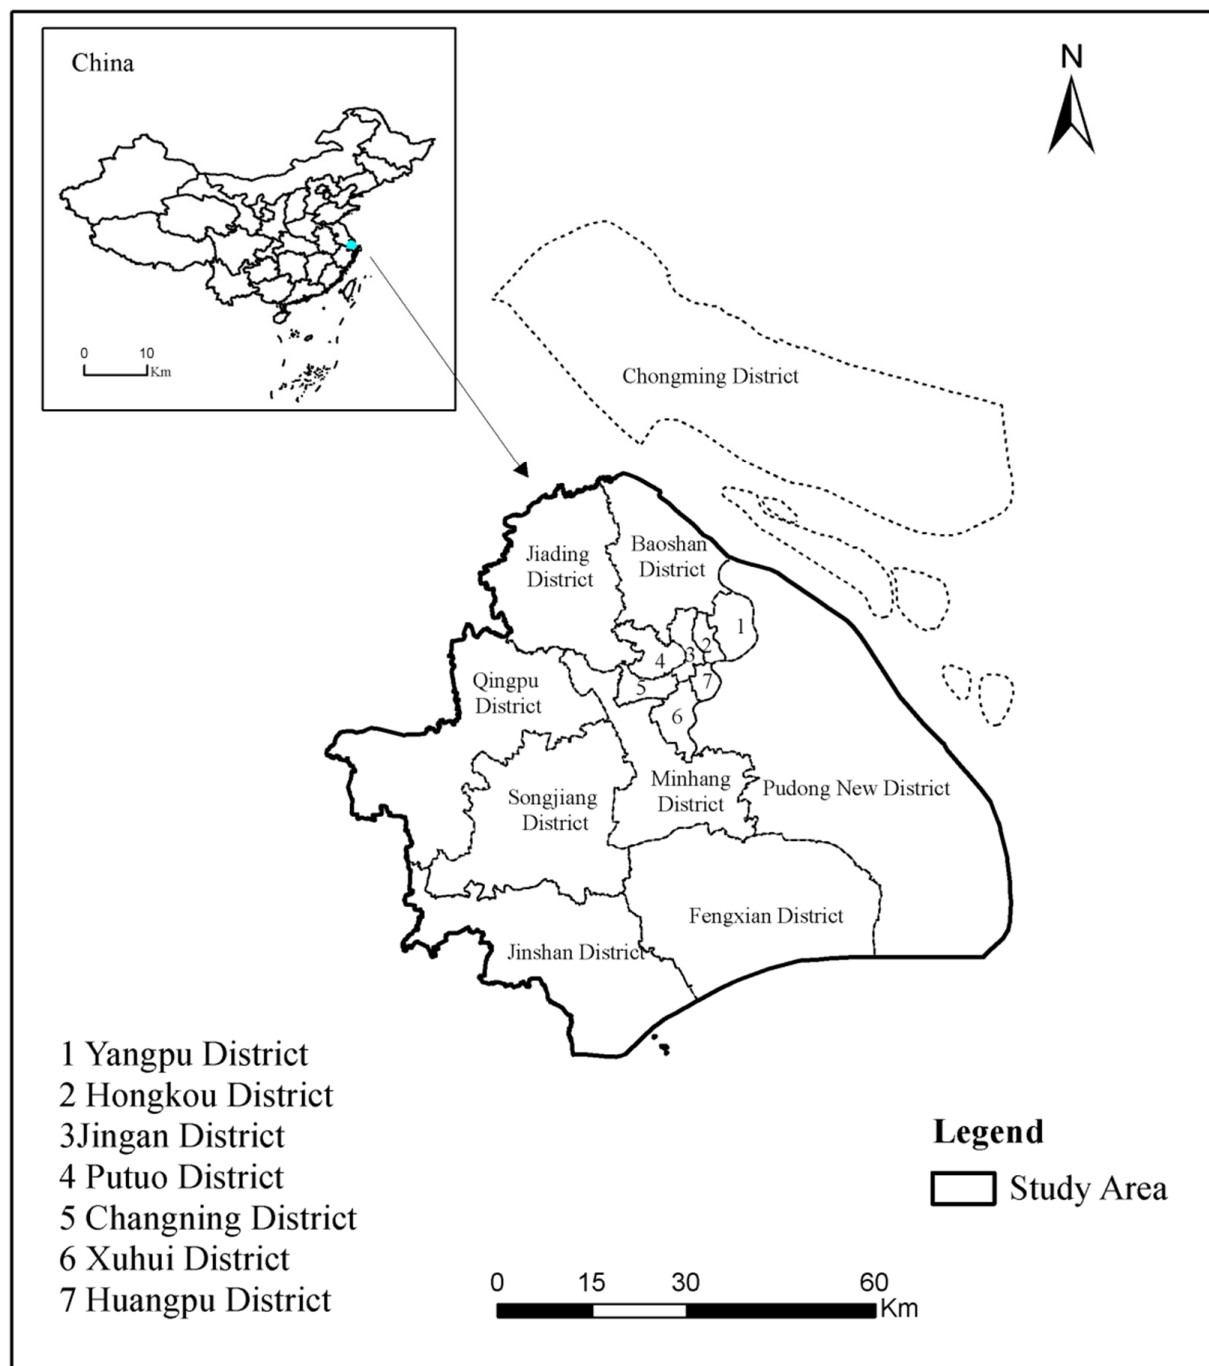 China
N
0 10
Km
Chongming District
Jiading
District
Baoshan
District
1
2
3
4
5
6
7
Qingpu
District
Songjiang
District
Minhang
District
Pudong New District
Fengxian District
Jinshan District
1 Yangpu District
2 Hongkou District
3Jingan District
4 Putuo District
5 Changning District
6 Xuhui District
7 Huangpu District
Legend
Study Area
0 15 30 60
Km